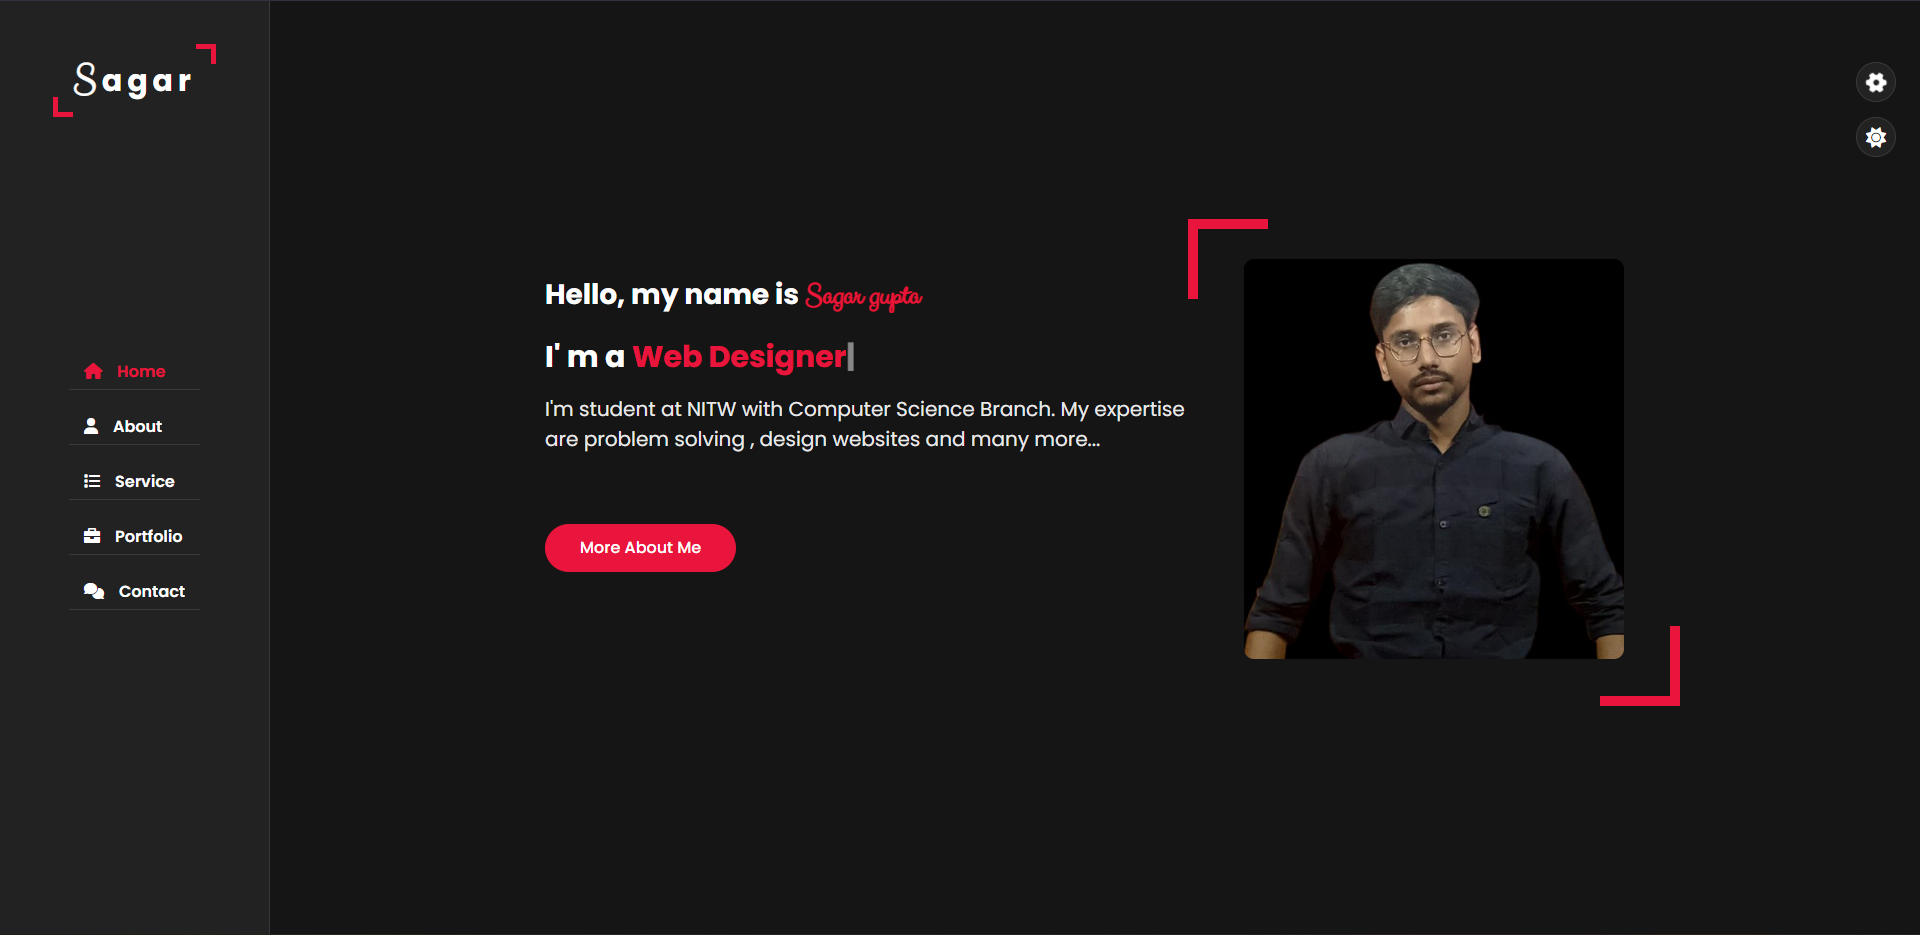 Sagar
Home
About
Service
Portfolio
Contact
Hello, my name is Sagar gupta
I' m a Web Designer
I'm student at NITW with Computer Science Branch. My expertise
are problem solving , design websites and many more...
More About Me